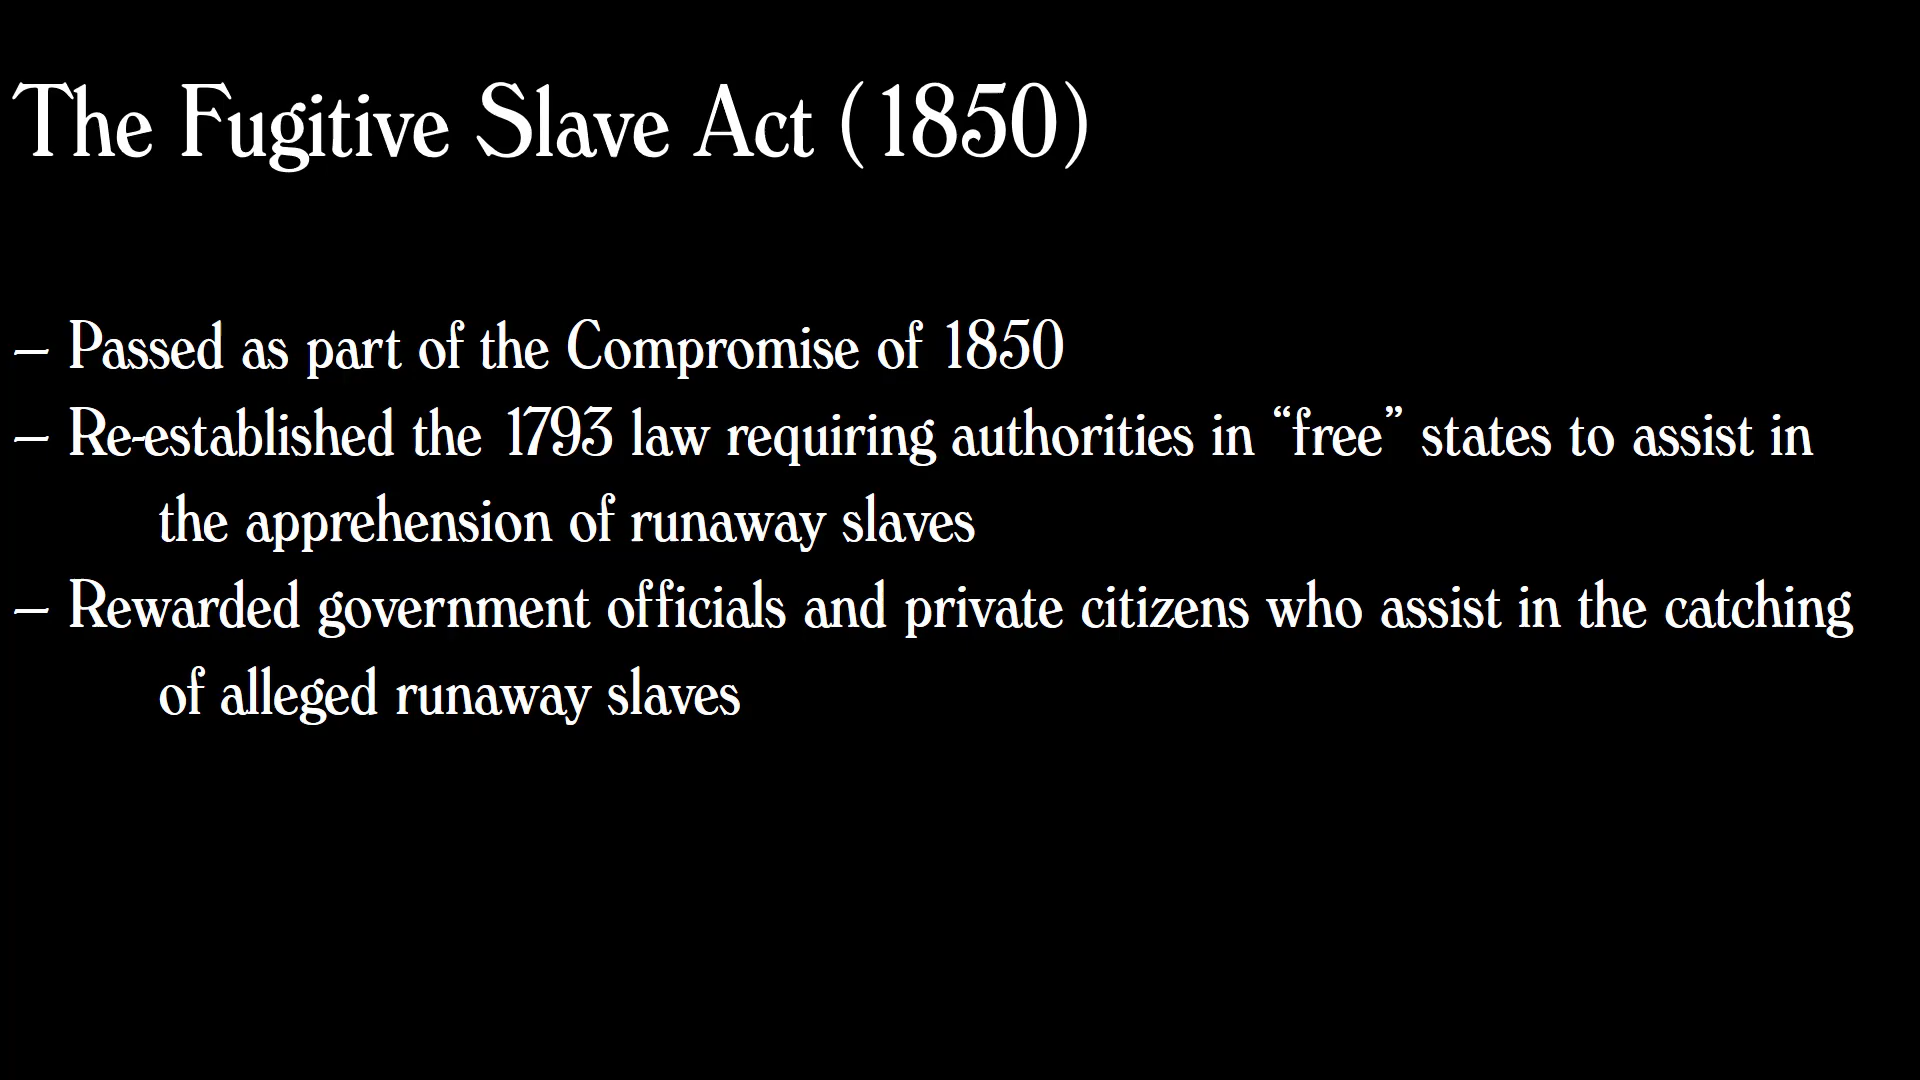 The Fugitive Slave Act (1850)
– Passed as part of the Compromise of 1850
– Re-established the 1793 law requiring authorities in “free” states to assist in
the apprehension of runaway slaves
– Rewarded government officials and private citizens who assist in the catching
of alleged runaway slaves